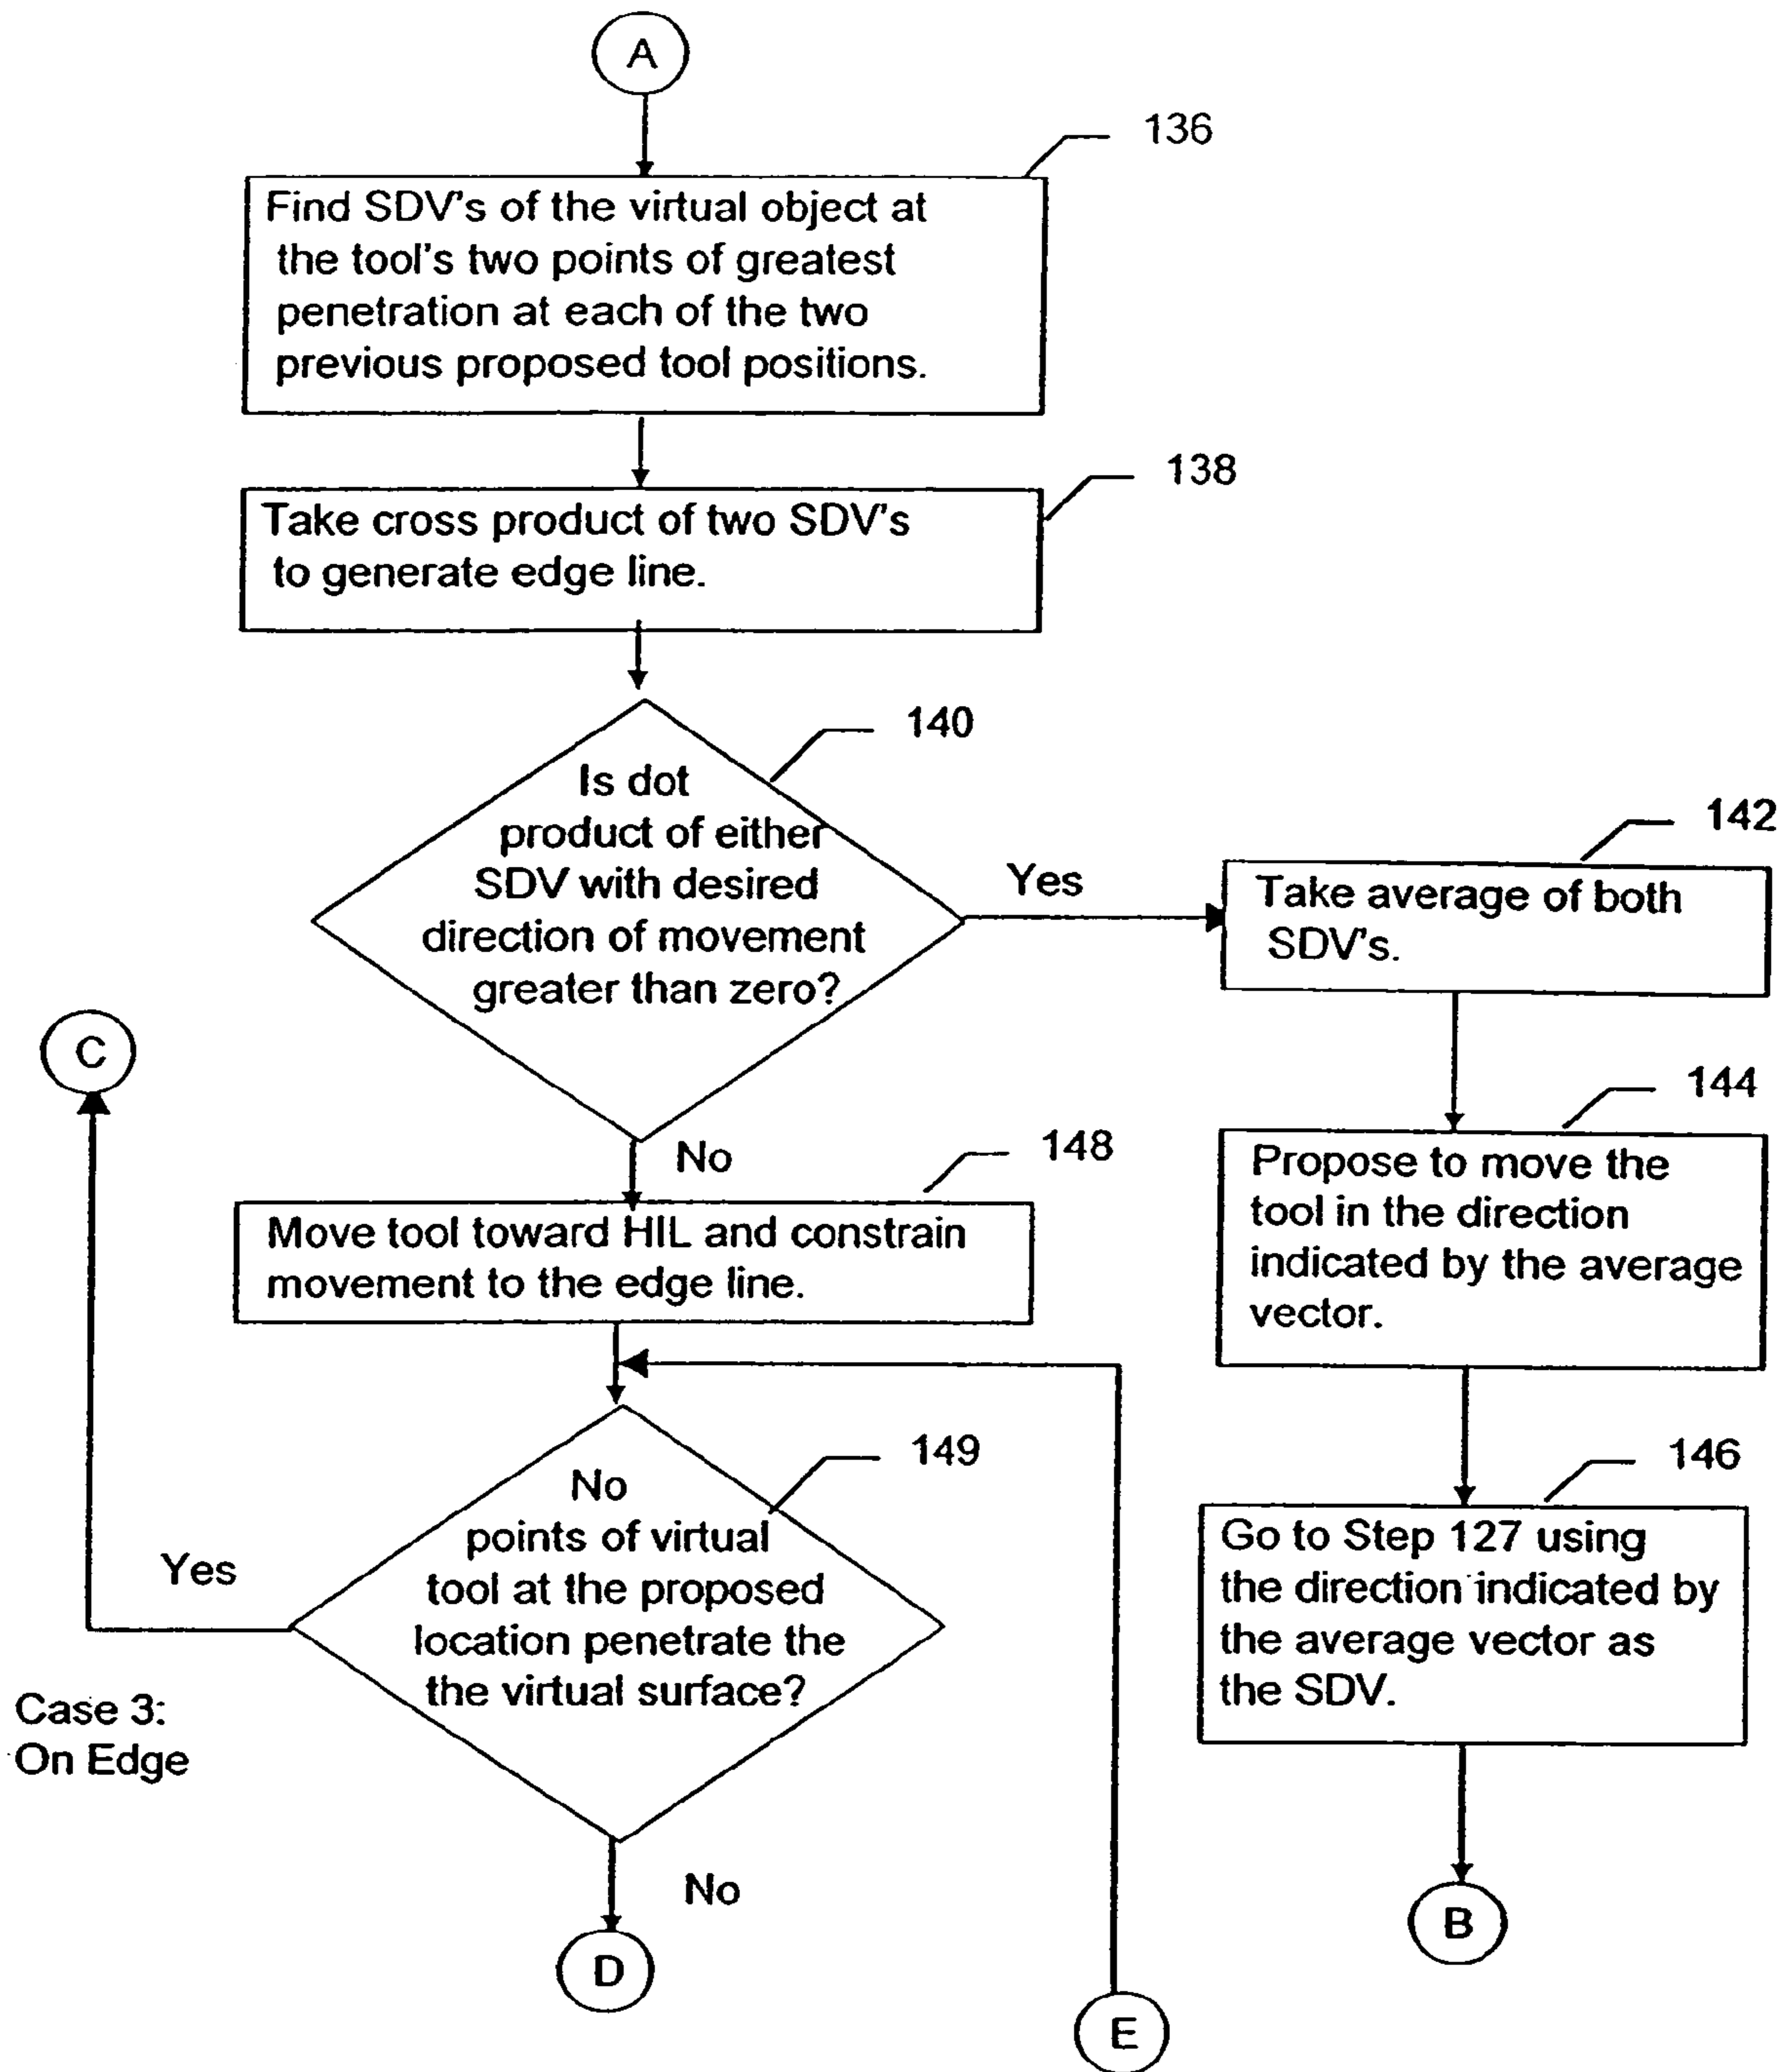 A
136
Find SDV's of the virtual object at
the tool's two points of greatest
penetration at each of the two
previous proposed tool positions.
138
Take cross product of two SDV's
to generate edge line.
140
Is dot
product of either
SDV with desired
direction of movement
greater than zero?
Yes
142
Take average of both
SDV's.
C
144
Propose to move the
tool in the direction
indicated by the average
vector.
No
148
Move tool toward HIL and constrain
movement to the edge line.
149
No
points of virtual
tool at the proposed
location penetrate the
the virtual surface?
Yes
146
Go to Step 127 using
the direction indicated by
the average vector as
the SDV.
Case 3:
On Edge
No
D
B
E